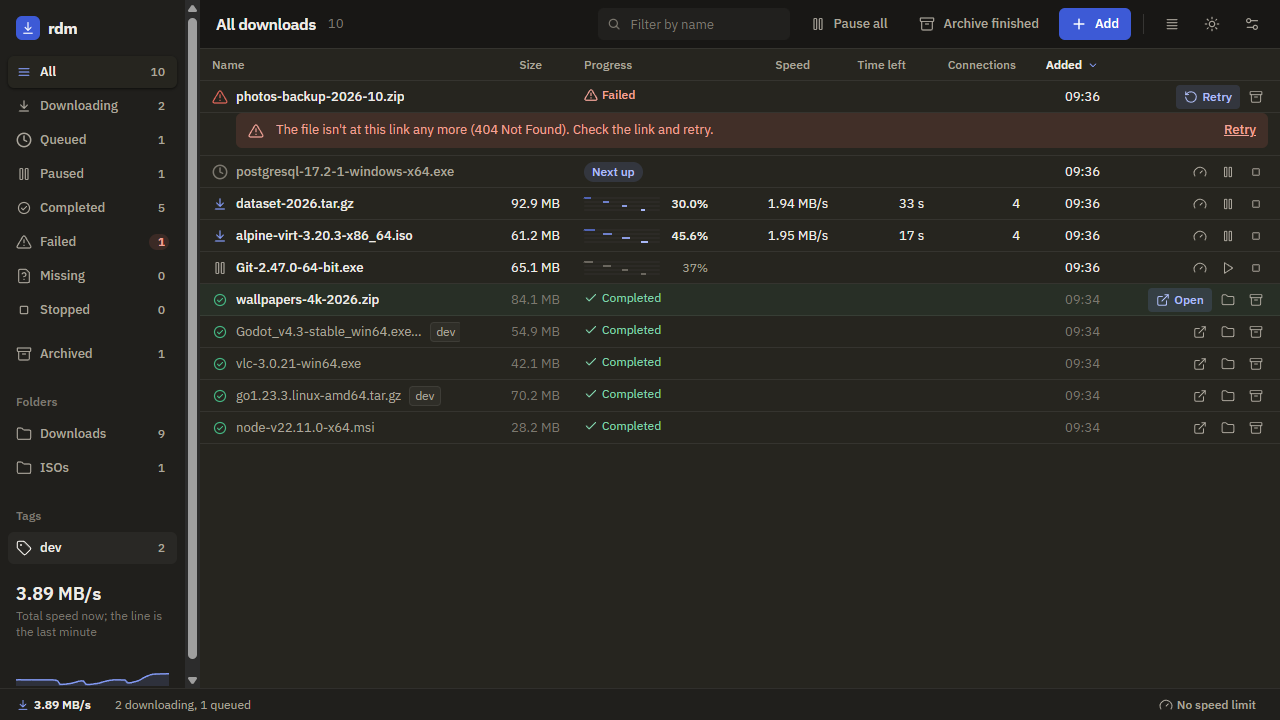 rdm
All 10
Downloading 2
Queued 1
Paused 1
Completed 5
Failed 1
Missing 0
Stopped 0
Archived 1
Folders
Downloads 9
ISOs 1
Tags
dev 2
3.89 MB/s
Total speed now; the line is
the last minute
All downloads 10
Filter by name
Pause all
Archive finished
Add
Name Size Progress Speed Time left Connections Added
photos-backup-2026-10.zip Failed 09:36 Retry
The file isn't at this link any more (404 Not Found). Check the link and retry. Retry
postgresql-17.2-1-windows-x64.exe Next up 09:36
dataset-2026.tar.gz 92.9 MB 30.0% 1.94 MB/s 33 s 4 09:36
alpine-virt-3.20.3-x86_64.iso 61.2 MB 45.6% 1.95 MB/s 17 s 4 09:36
Git-2.47.0-64-bit.exe 65.1 MB 37% 09:36
wallpapers-4k-2026.zip 84.1 MB Completed 09:34 Open
Godot_v4.3-stable_win64.exe... dev 54.9 MB Completed 09:34
vlc-3.0.21-win64.exe 42.1 MB Completed 09:34
go1.23.3.linux-amd64.tar.gz dev 70.2 MB Completed 09:34
node-v22.11.0-x64.msi 28.2 MB Completed 09:34
3.89 MB/s 2 downloading, 1 queued No speed limit